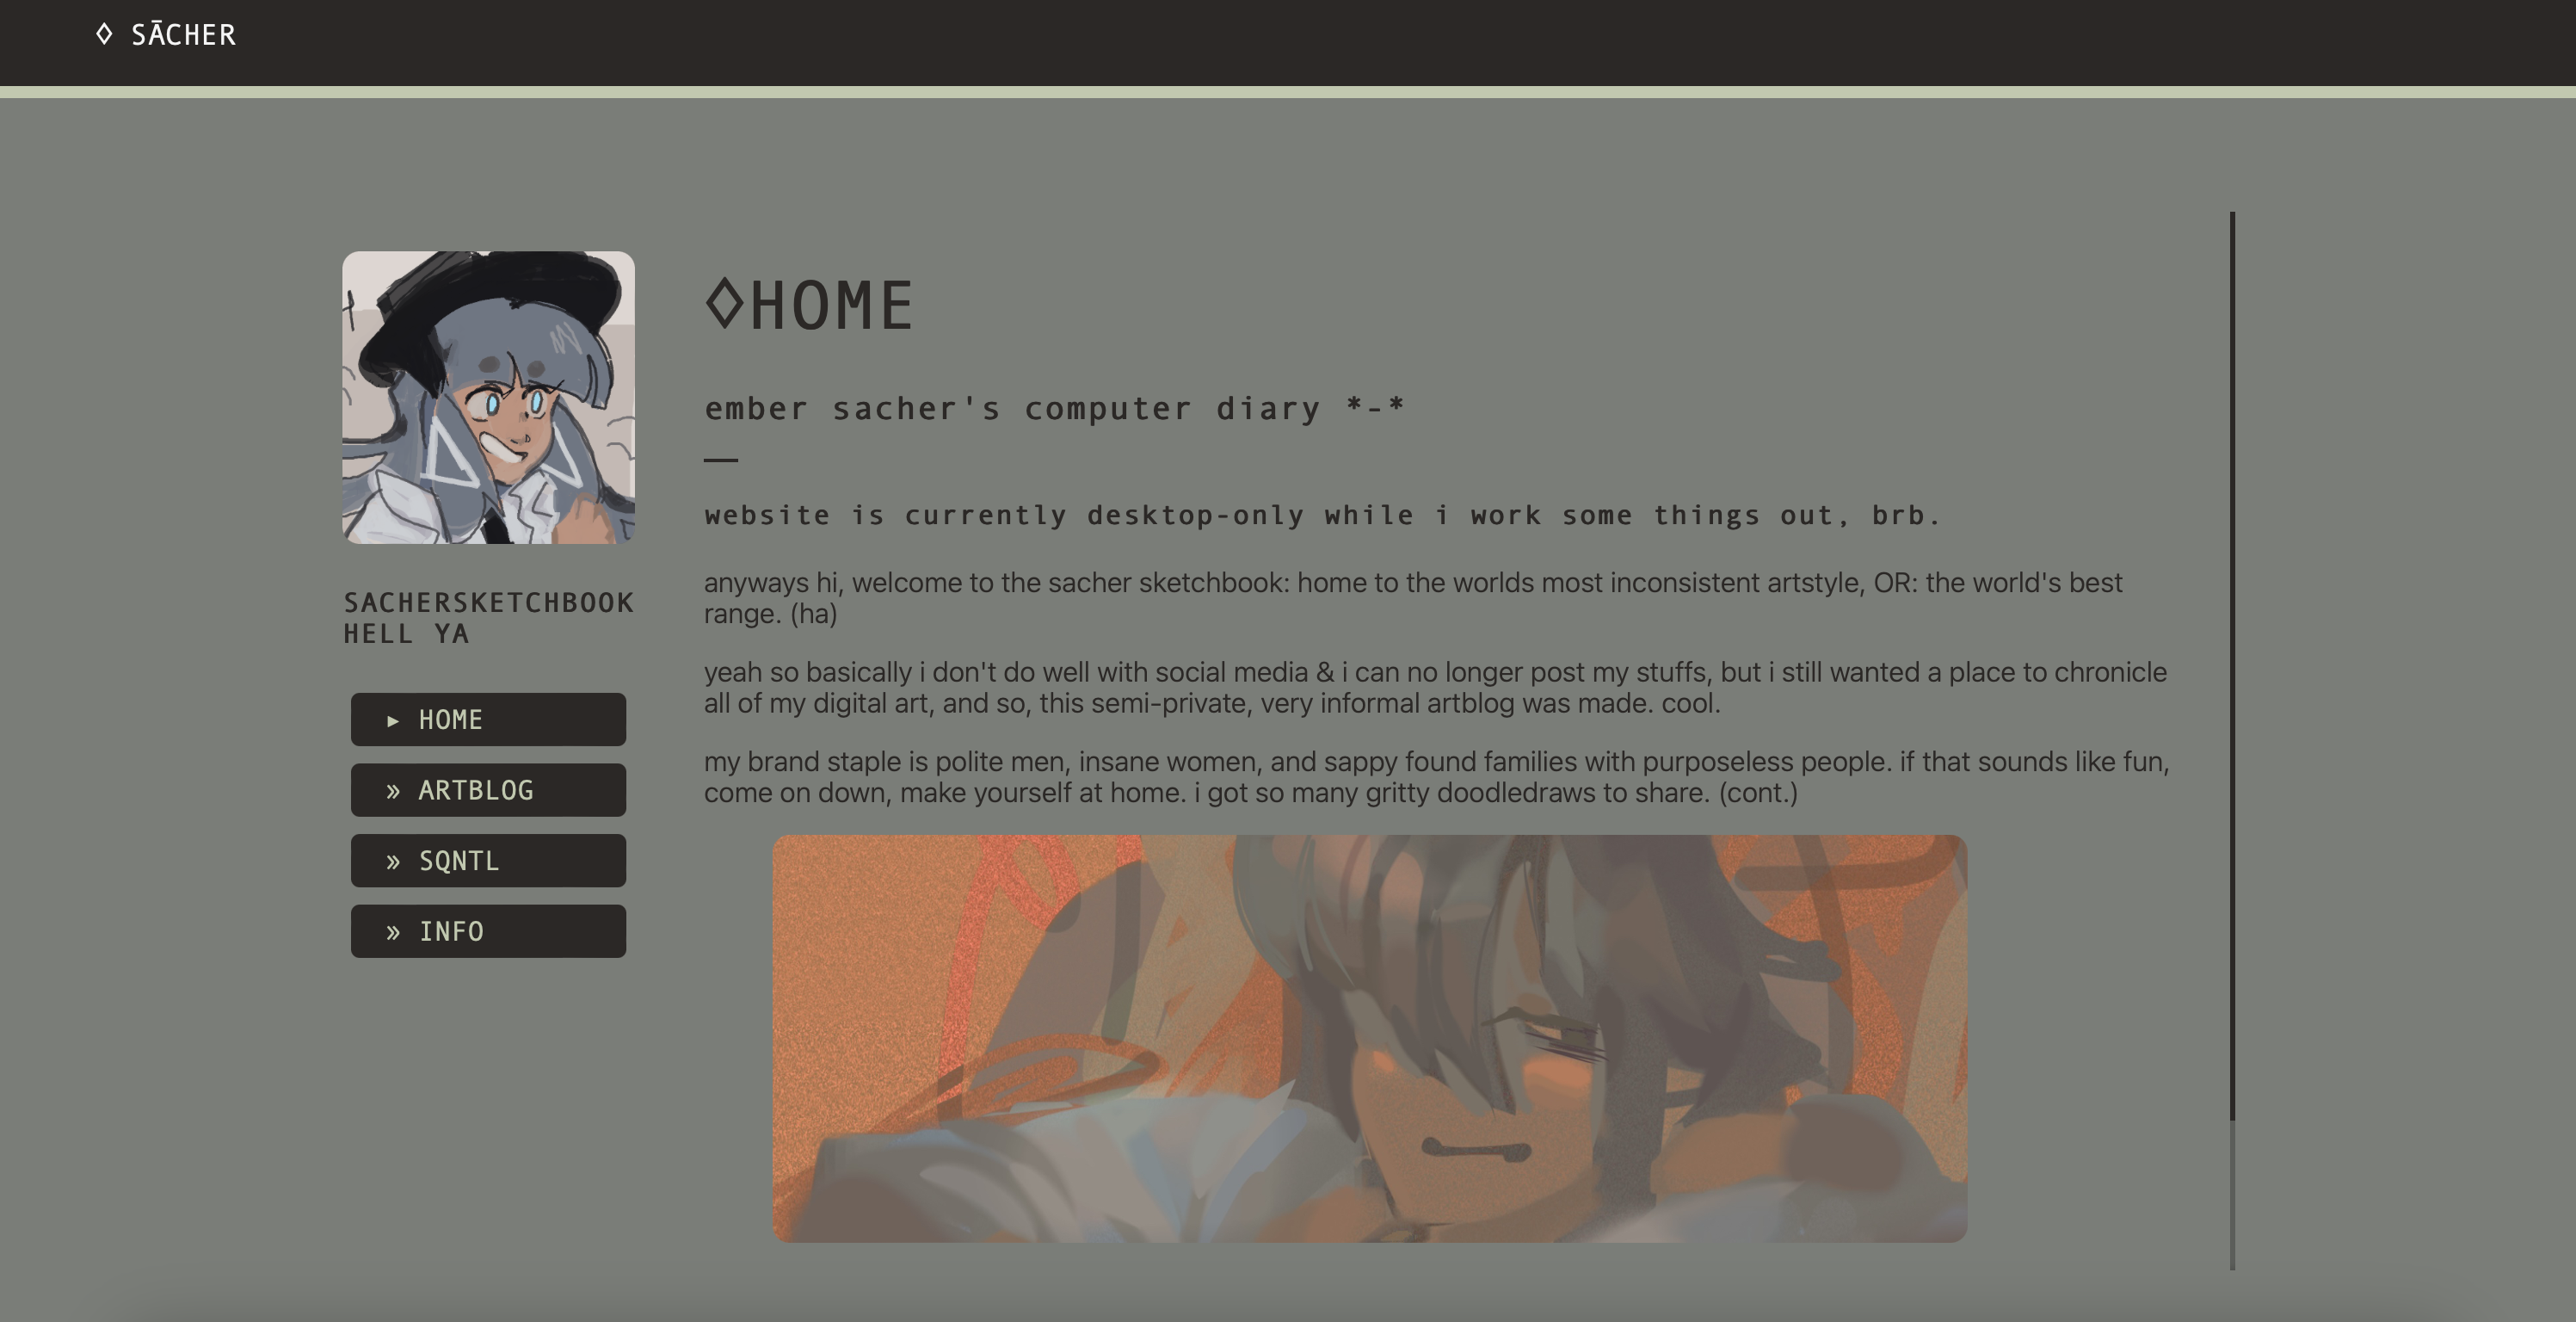 ◊ SĀCHER
SACHERSKETCHBOOK
HELL YA
▸ HOME
» ARTBLOG
» SQNTL
» INFO
◊HOME
ember sacher's computer diary *-*
website is currently desktop-only while i work some things out, brb.
anyways hi, welcome to the sacher sketchbook: home to the worlds most inconsistent artstyle, OR: the world's best
range. (ha)
yeah so basically i don't do well with social media & i can no longer post my stuffs, but i still wanted a place to chronicle
all of my digital art, and so, this semi-private, very informal artblog was made. cool.
my brand staple is polite men, insane women, and sappy found families with purposeless people. if that sounds like fun,
come on down, make yourself at home. i got so many gritty doodledraws to share. (cont.)